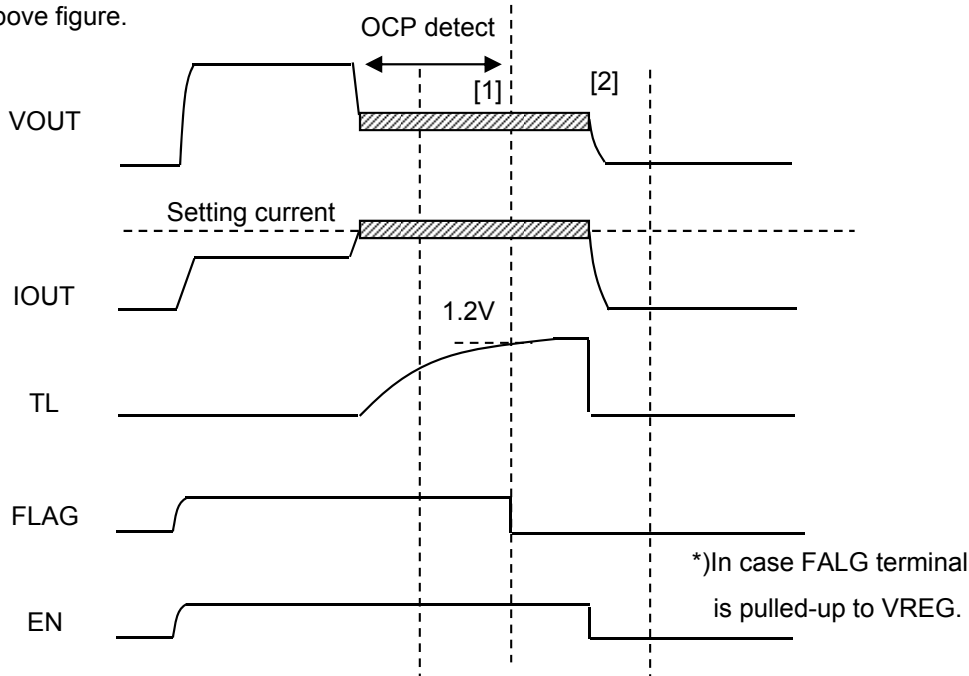 bove figure.
OCP detect
[1]
[2]
VOUT
Setting current
IOUT
1.2V
TL
FLAG
*)In case FALG terminal
is pulled-up to VREG.
EN